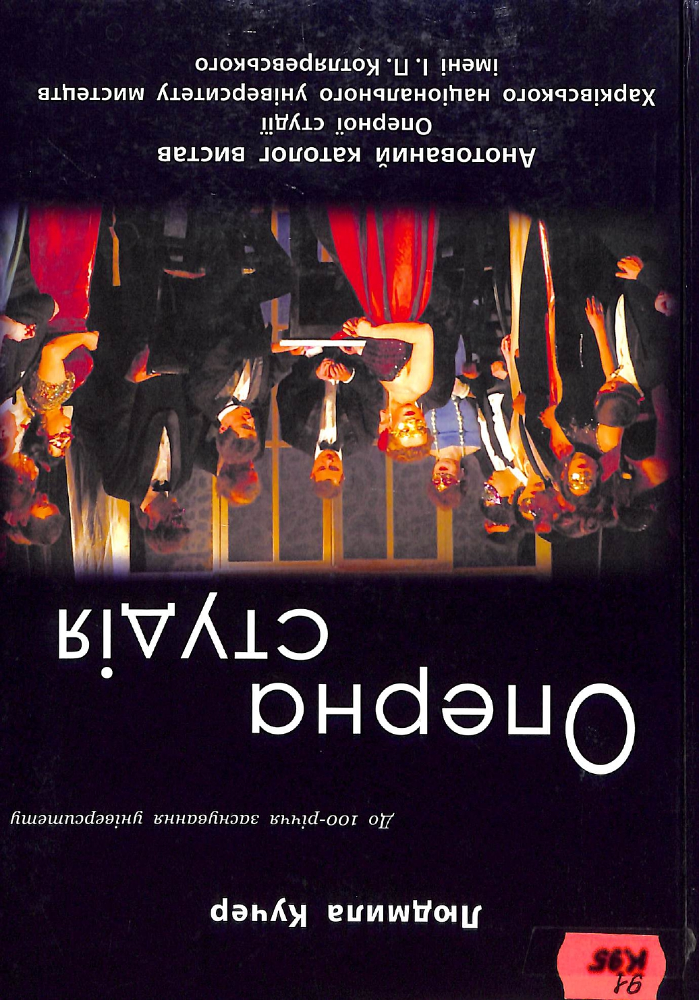 91
К95
Людмила Кучер
До 100-річчя заснування університету
Оперна
студія
Анотований католог вистав
Оперної студії
Харківського національного університету мистецтв
імені І. П. Котляревського